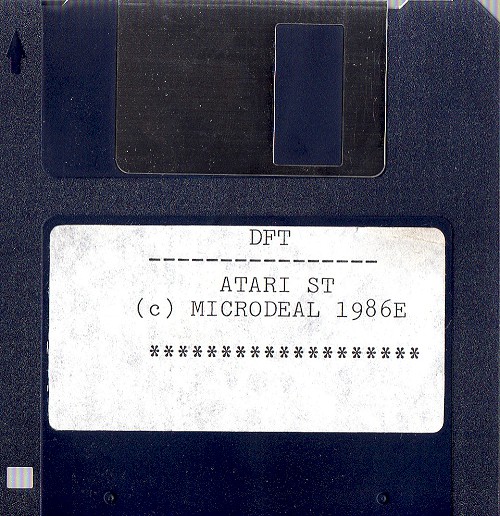 DFT
----------------
ATARI ST
(c) MICRODEAL 1986E
*******************